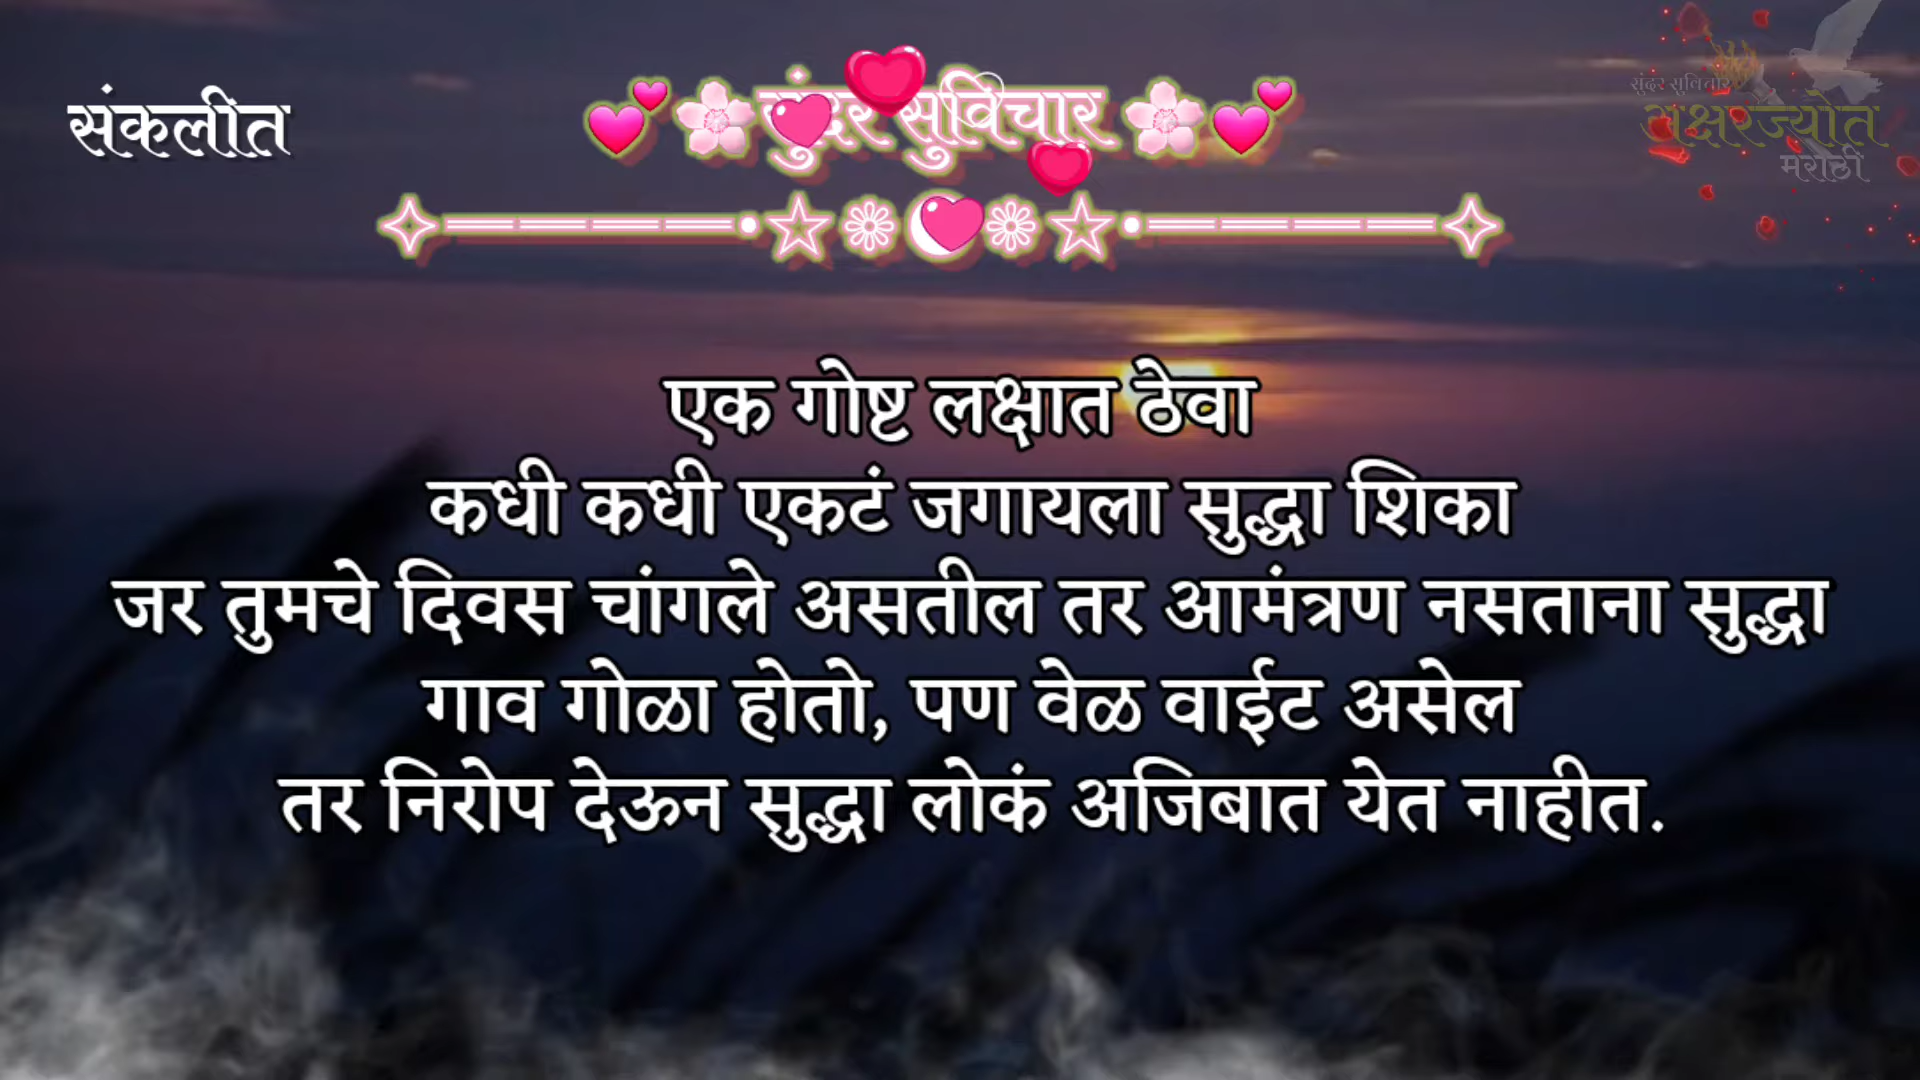 संकलीत
सुंदर सुविचार
सुंदर सुविचार
अक्षरज्योत
मराठी
एक गोष्ट लक्षात ठेवा
कधी कधी एकटं जगायला सुद्धा शिका
जर तुमचे दिवस चांगले असतील तर आमंत्रण नसताना सुद्धा
गाव गोळा होतो, पण वेळ वाईट असेल
तर निरोप देऊन सुद्धा लोकं अजिबात येत नाहीत.